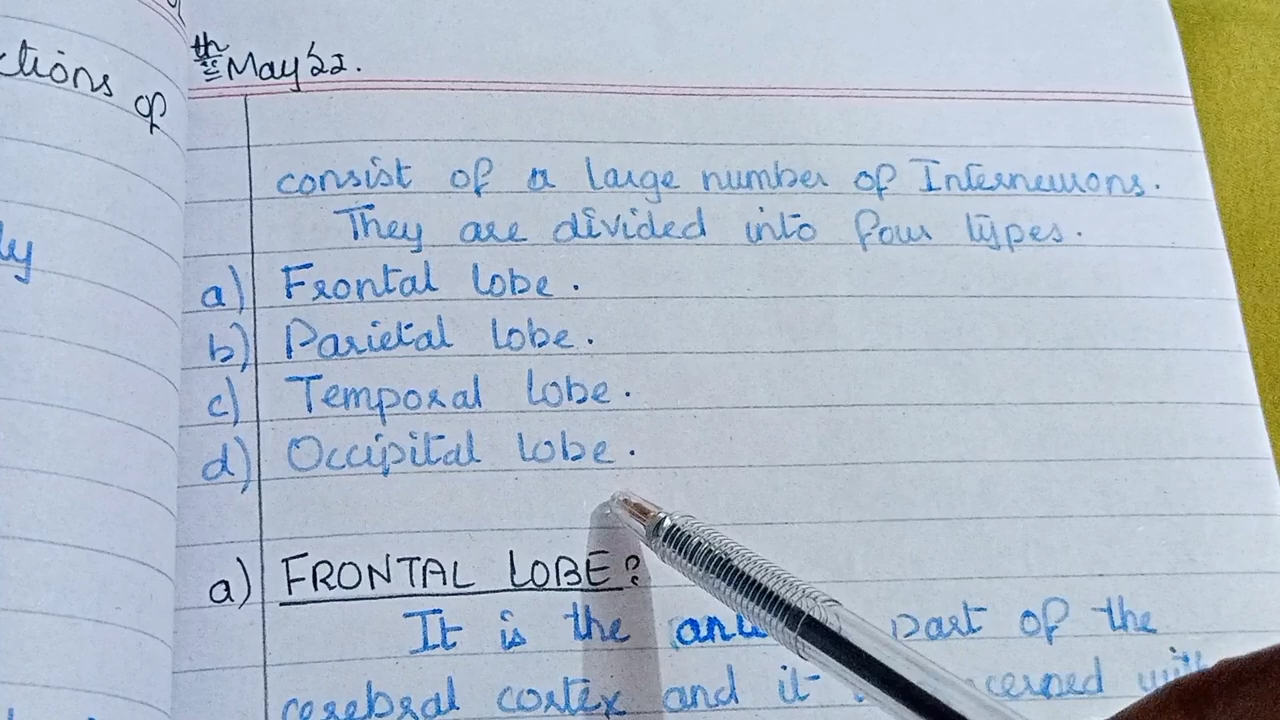 ctions of
th May '22.
ly
consist of a large number of Interneurons.
They are divided into four types.
a) Frontal lobe.
b) Parietal lobe.
c) Temporal lobe.
d) Occipital lobe.
a) FRONTAL LOBE:
It is the part of the
cerebral cortex and it